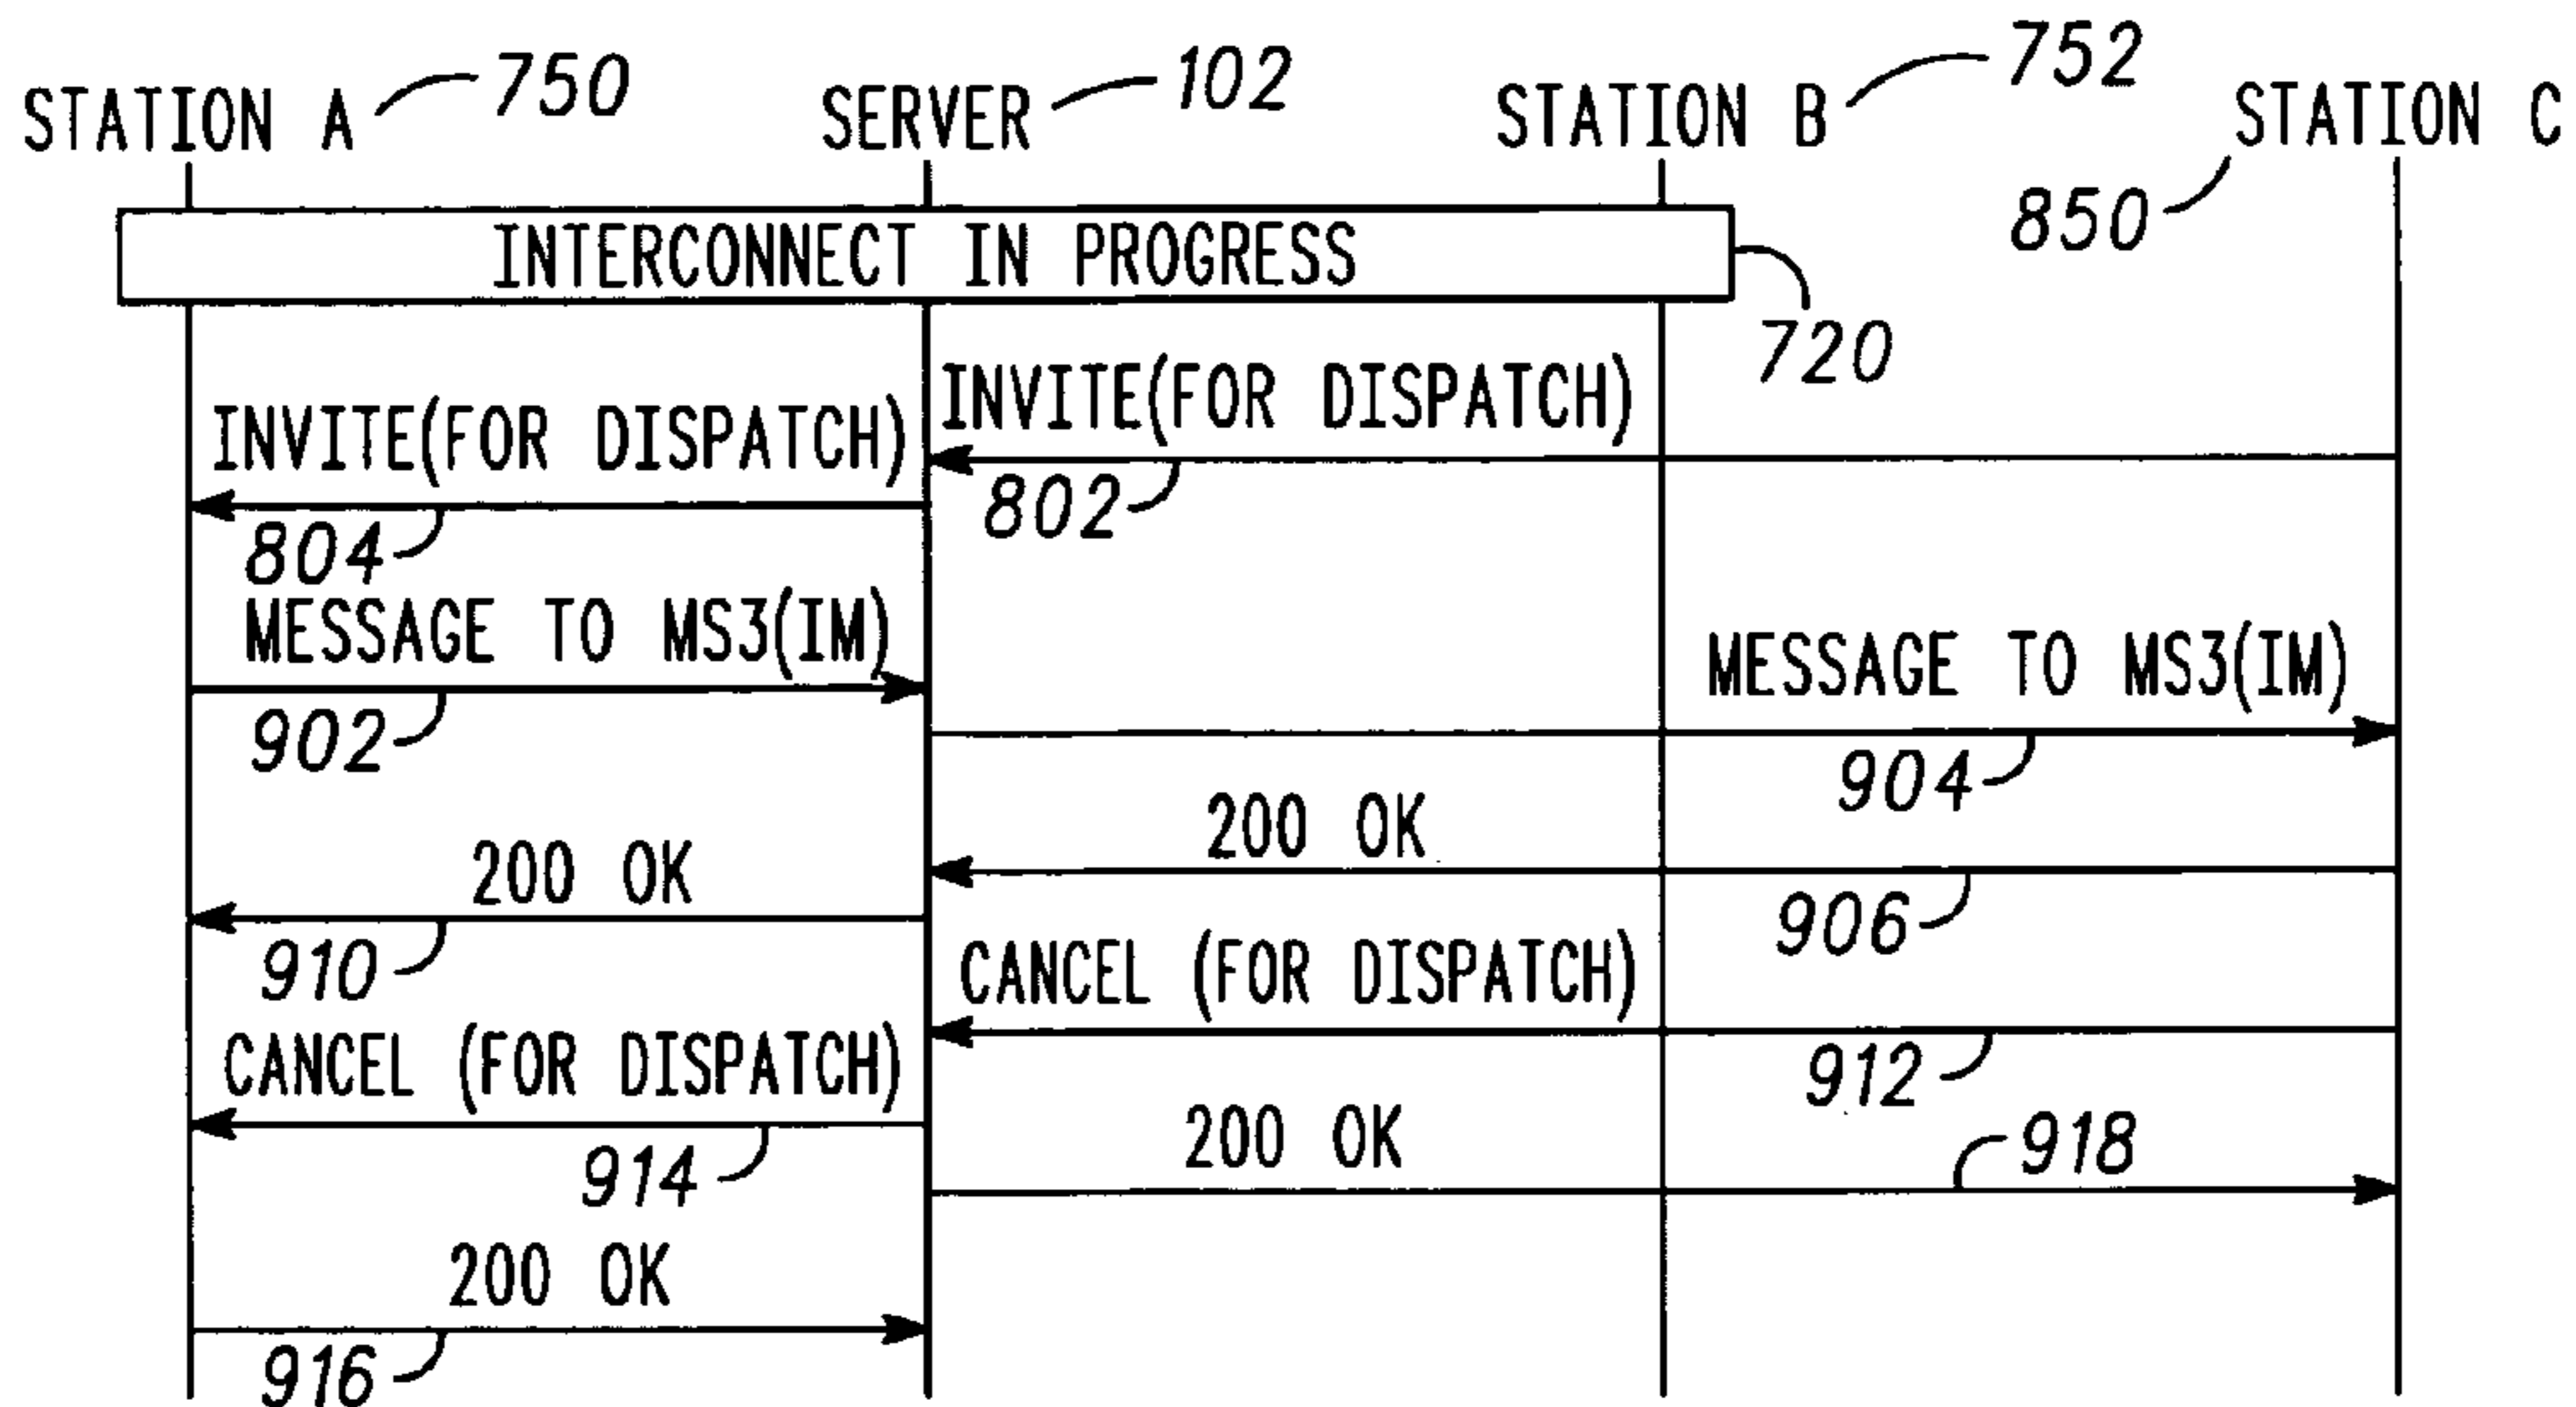 STATION A 750 SERVER 102 STATION B 752 STATION C 850
INTERCONNECT IN PROGRESS 720
INVITE(FOR DISPATCH)
802
INVITE(FOR DISPATCH)
804
MESSAGE TO MS3(IM)
902
MESSAGE TO MS3(IM)
904
200 OK
906
200 OK
910
CANCEL (FOR DISPATCH)
912
CANCEL (FOR DISPATCH)
914
200 OK
918
200 OK
916